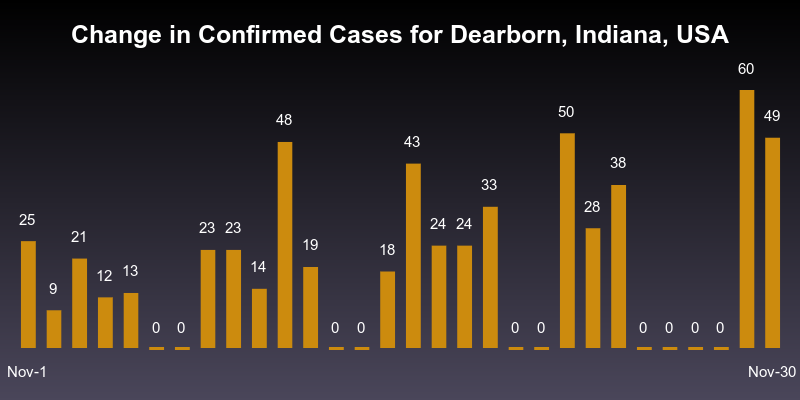 Change in Confirmed Cases for Dearborn, Indiana, USA
25 9 21 12 13 0 0 23 23 14 48 19 0 0 18 43 24 24 33 0 0 50 28 38 0 0 0 0 60 49
Nov-1 Nov-30